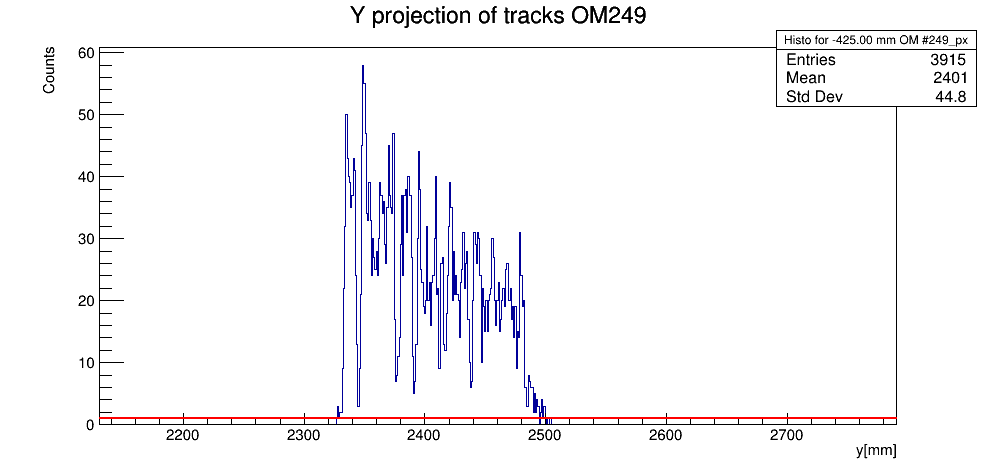 Y projection of tracks OM249
Histo for -425.00 mm OM #249_px
Entries 3915
Mean 2401
Std Dev 44.8
Counts
60
50
40
30
20
10
0
2200 2300 2400 2500 2600 2700
y[mm]